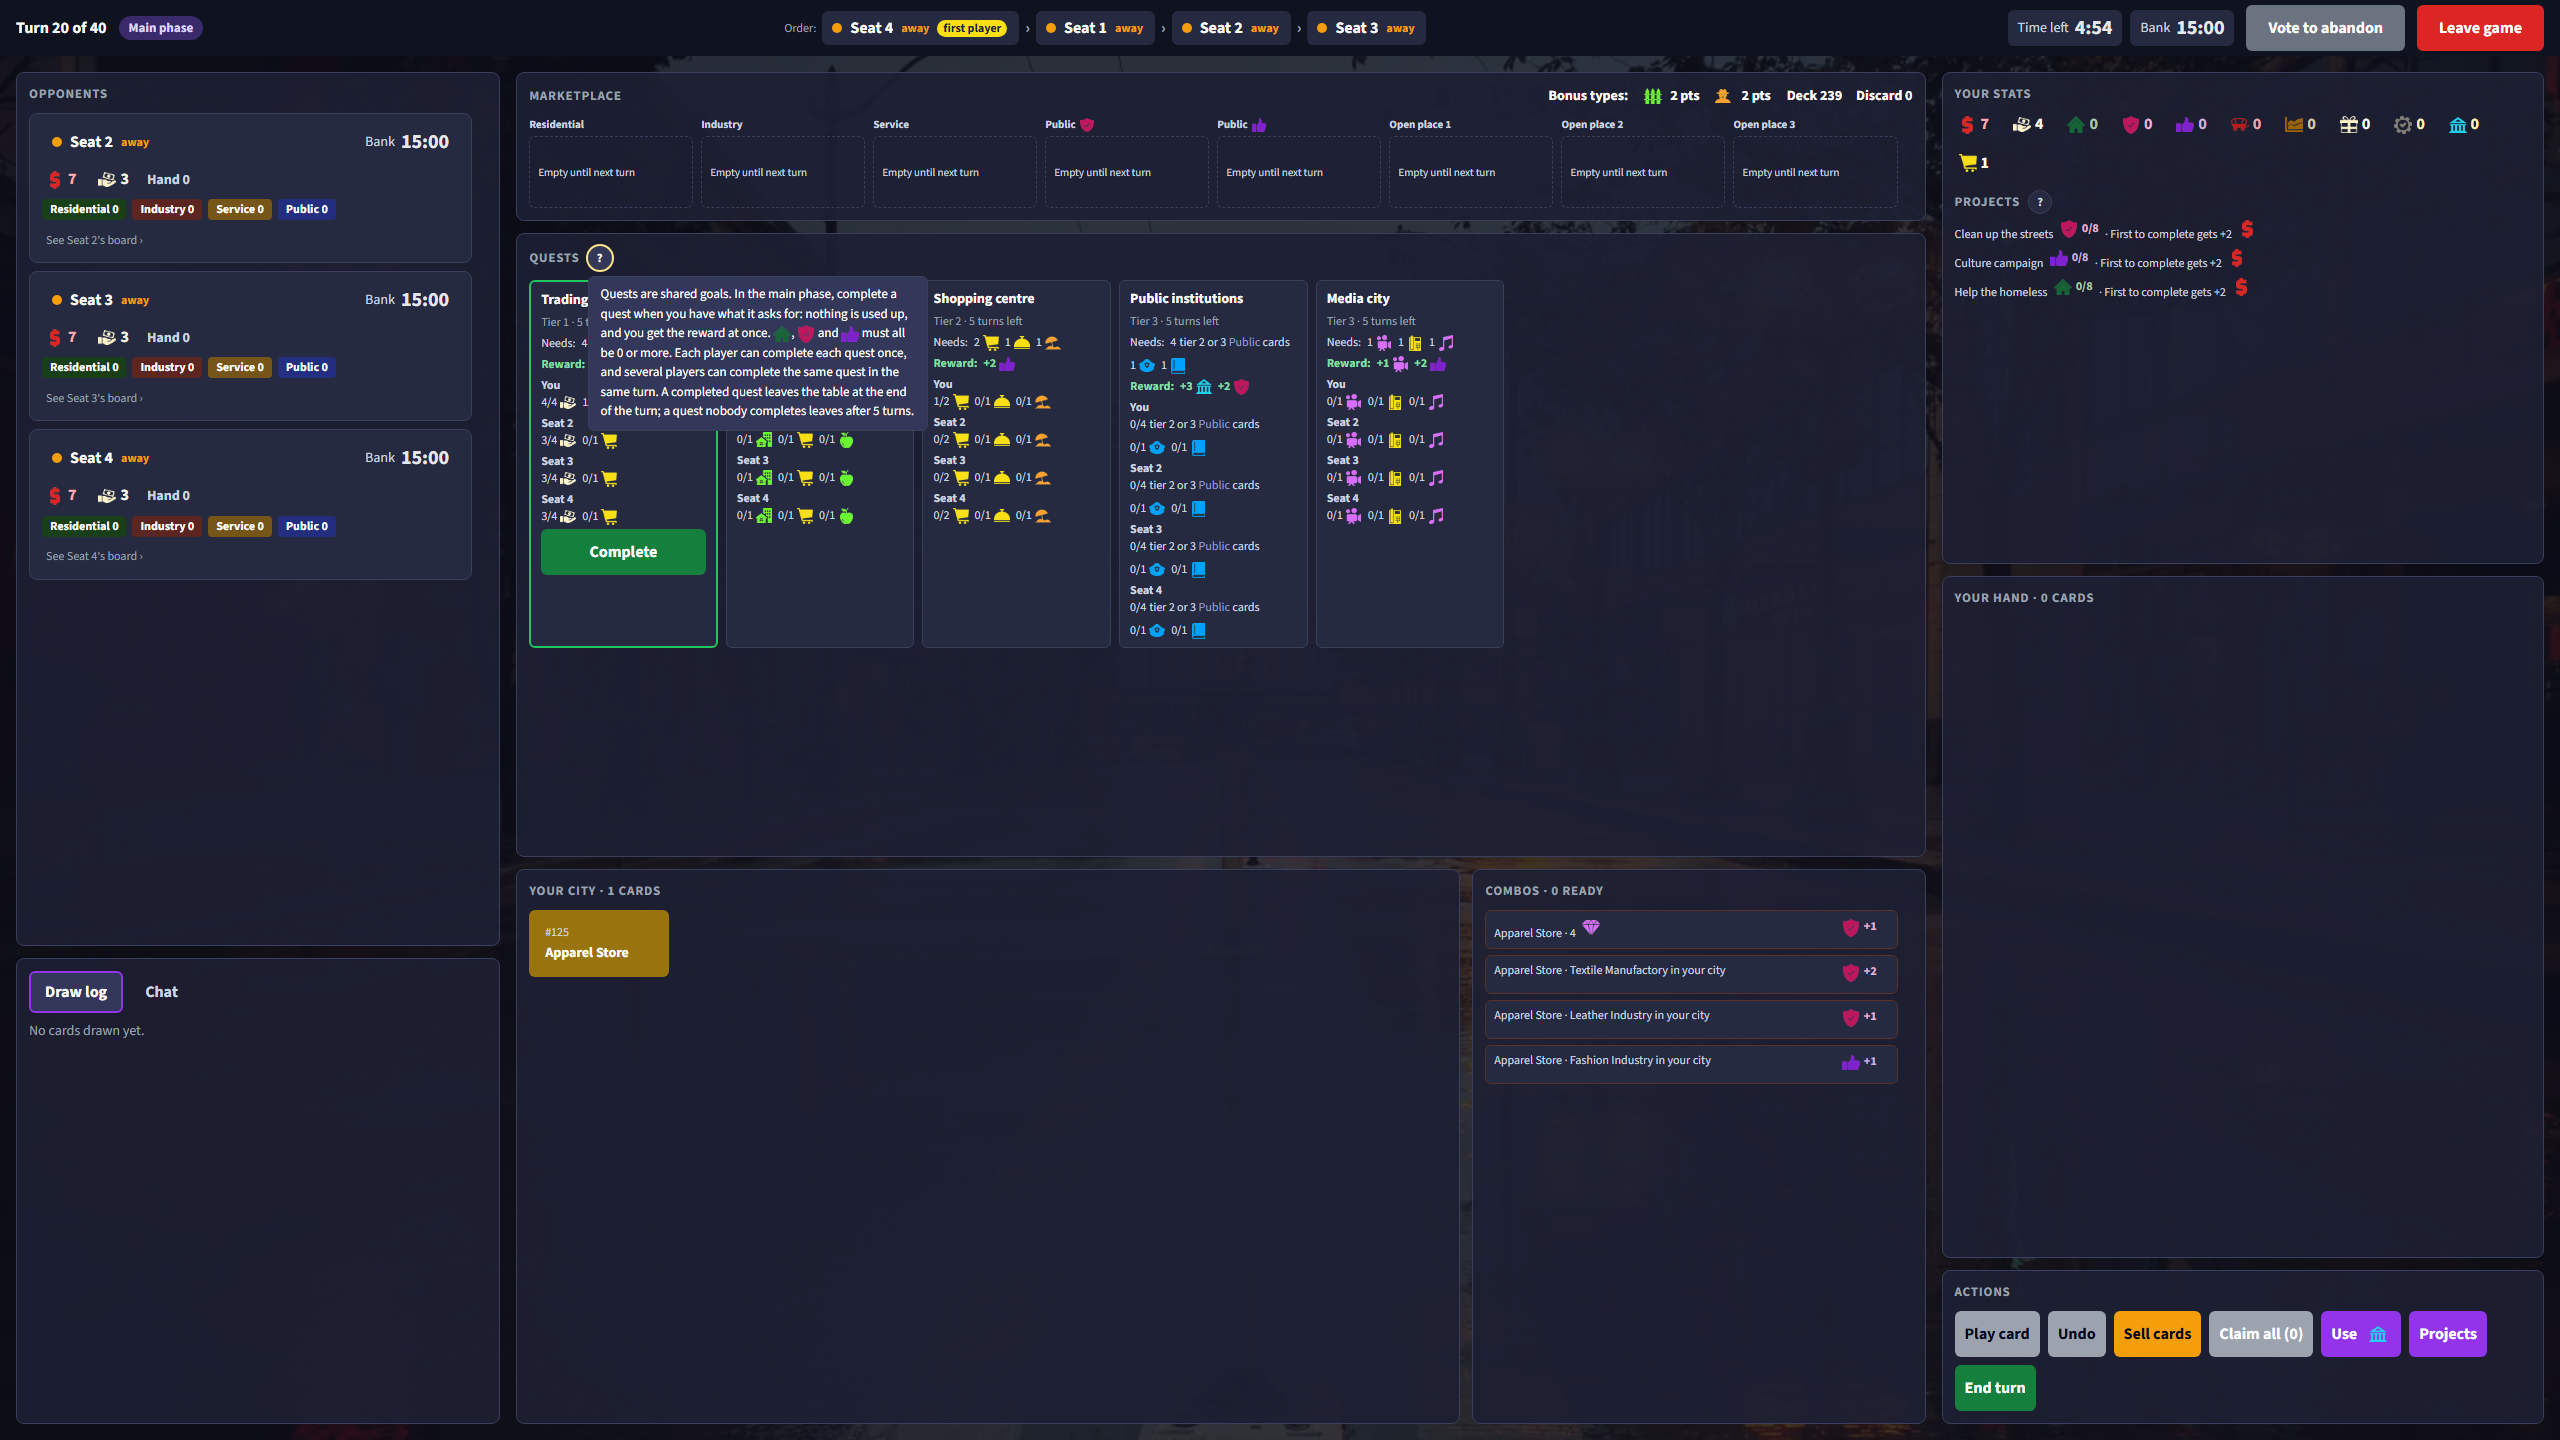 Turn 20 of 40 Main phase
Order: Seat 4 away first player › Seat 1 away › Seat 2 away › Seat 3 away
Time left 4:54 Bank 15:00 Vote to abandon Leave game
OPPONENTS
Seat 2 away Bank 15:00
7 3 Hand 0
Residential 0 Industry 0 Service 0 Public 0
See Seat 2's board ›
Seat 3 away Bank 15:00
7 3 Hand 0
Residential 0 Industry 0 Service 0 Public 0
See Seat 3's board ›
Seat 4 away Bank 15:00
7 3 Hand 0
Residential 0 Industry 0 Service 0 Public 0
See Seat 4's board ›
Draw log Chat
No cards drawn yet.
MARKETPLACE
Bonus types: 2 pts 2 pts Deck 239 Discard 0
Residential Industry Service Public Public Open place 1 Open place 2 Open place 3
Empty until next turn Empty until next turn Empty until next turn Empty until next turn Empty until next turn Empty until next turn Empty until next turn Empty until next turn
QUESTS ?
Quests are shared goals. In the main phase, complete a
quest when you have what it asks for: nothing is used up,
and you get the reward at once. , and must all
be 0 or more. Each player can complete each quest once,
and several players can complete the same quest in the
same turn. A completed quest leaves the table at the end
of the turn; a quest nobody completes leaves after 5 turns.
Trading
Tier 1 · 5 t
Needs: 4
Reward:
You
4/4 1
Seat 2
3/4 0/1
Seat 3
3/4 0/1
Seat 4
3/4 0/1
Complete
0/1 0/1 0/1
Seat 3
0/1 0/1 0/1
Seat 4
0/1 0/1 0/1
Shopping centre
Tier 2 · 5 turns left
Needs: 2 1 1
Reward: +2
You
1/2 0/1 0/1
Seat 2
0/2 0/1 0/1
Seat 3
0/2 0/1 0/1
Seat 4
0/2 0/1 0/1
Public institutions
Tier 3 · 5 turns left
Needs: 4 tier 2 or 3 Public cards
1 1
Reward: +3 +2
You
0/4 tier 2 or 3 Public cards
0/1 0/1
Seat 2
0/4 tier 2 or 3 Public cards
0/1 0/1
Seat 3
0/4 tier 2 or 3 Public cards
0/1 0/1
Seat 4
0/4 tier 2 or 3 Public cards
0/1 0/1
Media city
Tier 3 · 5 turns left
Needs: 1 1 1
Reward: +1 +2
You
0/1 0/1 0/1
Seat 2
0/1 0/1 0/1
Seat 3
0/1 0/1 0/1
Seat 4
0/1 0/1 0/1
YOUR CITY · 1 CARDS
#125
Apparel Store
COMBOS · 0 READY
Apparel Store · 4 +1
Apparel Store · Textile Manufactory in your city +2
Apparel Store · Leather Industry in your city +1
Apparel Store · Fashion Industry in your city +1
YOUR STATS
7 4 0 0 0 0 0 0 0 0
1
PROJECTS ?
Clean up the streets 0/8 · First to complete gets +2
Culture campaign 0/8 · First to complete gets +2
Help the homeless 0/8 · First to complete gets +2
YOUR HAND · 0 CARDS
ACTIONS
Play card Undo Sell cards Claim all (0) Use Projects
End turn